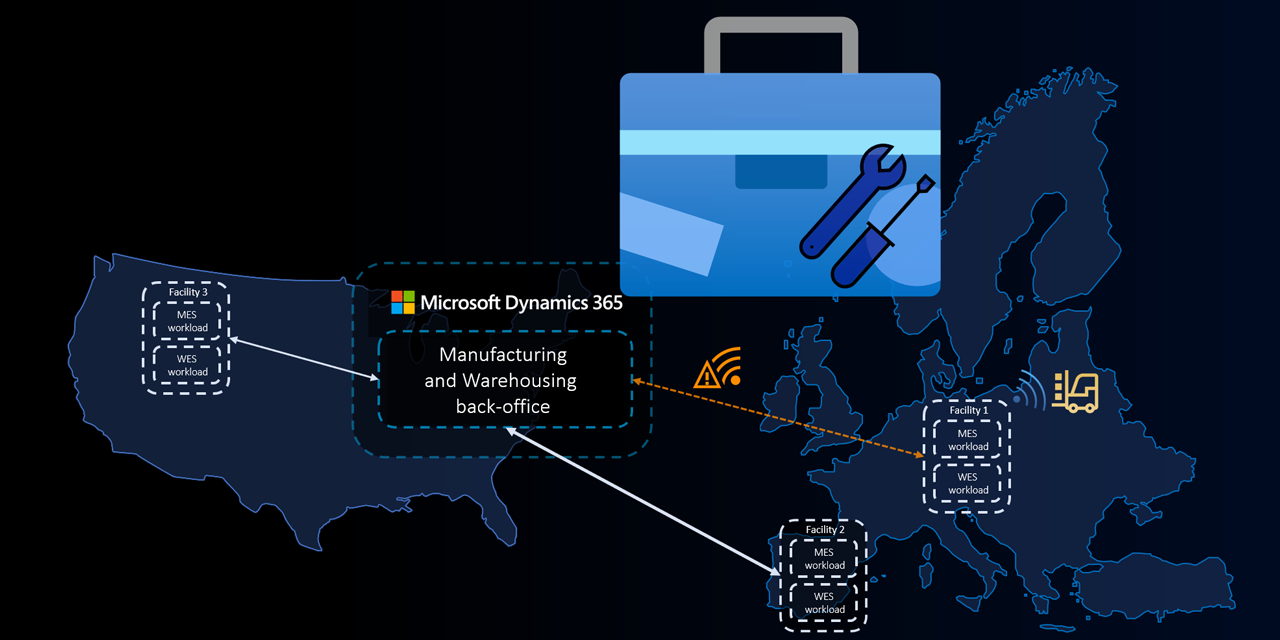 Microsoft Dynamics 365
Manufacturing
and Warehousing
back-office
Facility 3
MES
workload
WES
workload
Facility 1
MES
workload
WES
workload
Facility 2
MES
workload
WES
workload